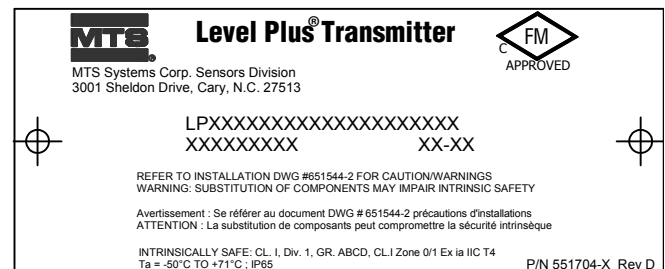 MTS®
Level Plus® Transmitter
C FM
APPROVED
MTS Systems Corp. Sensors Division
3001 Sheldon Drive, Cary, N.C. 27513
LPXXXXXXXXXXXXXXXXXXXX
XXXXXXXXX XX-XX
REFER TO INSTALLATION DWG #651544-2 FOR CAUTION/WARNINGS
WARNING: SUBSTITUTION OF COMPONENTS MAY IMPAIR INTRINSIC SAFETY
Avertissement : Se référer au document DWG # 651544-2 précautions d'installations
ATTENTION : La substitution de composants peut compromettre la sécurité intrinsèque
INTRINSICALLY SAFE: CL. I, Div. 1, GR. ABCD, CL.I Zone 0/1 Ex ia IIC T4
Ta = -50°C TO +71°C ; IP65
P/N 551704-X Rev D